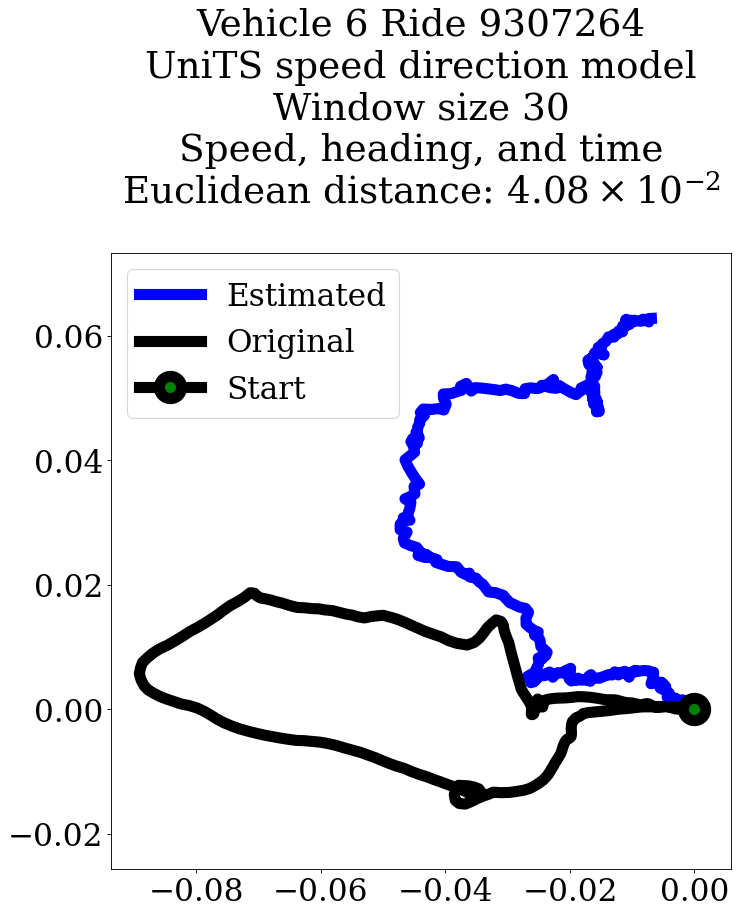 Vehicle 6 Ride 9307264
UniTS speed direction model
Window size 30
Speed, heading, and time
Euclidean distance: 4.08 × 10⁻²
Estimated
Original
Start
0.06
0.04
0.02
0.00
−0.02
−0.08
−0.06
−0.04
−0.02
0.00